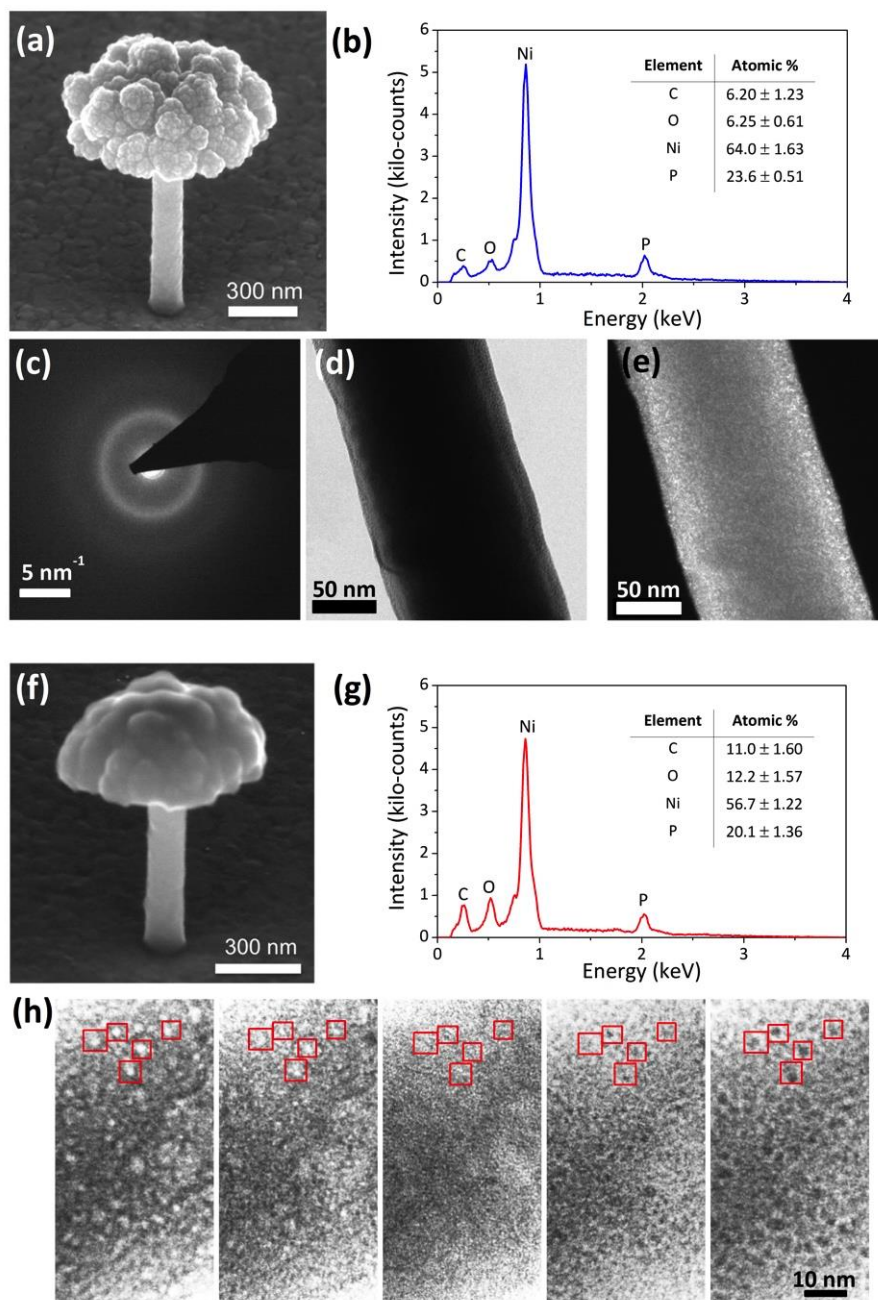 (a)
300 nm
(b)
6
5
4
3
2
1
0
0 1 2 3 4
Intensity (kilo-counts)
Energy (keV)
C
O
Ni
P
Element Atomic %
C 6.20 ± 1.23
O 6.25 ± 0.61
Ni 64.0 ± 1.63
P 23.6 ± 0.51
(c)
5 nm⁻¹
(d)
50 nm
(e)
50 nm
(f)
300 nm
(g)
6
5
4
3
2
1
0
0 1 2 3 4
Intensity (kilo-counts)
Energy (keV)
C
O
Ni
P
Element Atomic %
C 11.0 ± 1.60
O 12.2 ± 1.57
Ni 56.7 ± 1.22
P 20.1 ± 1.36
(h)
10 nm